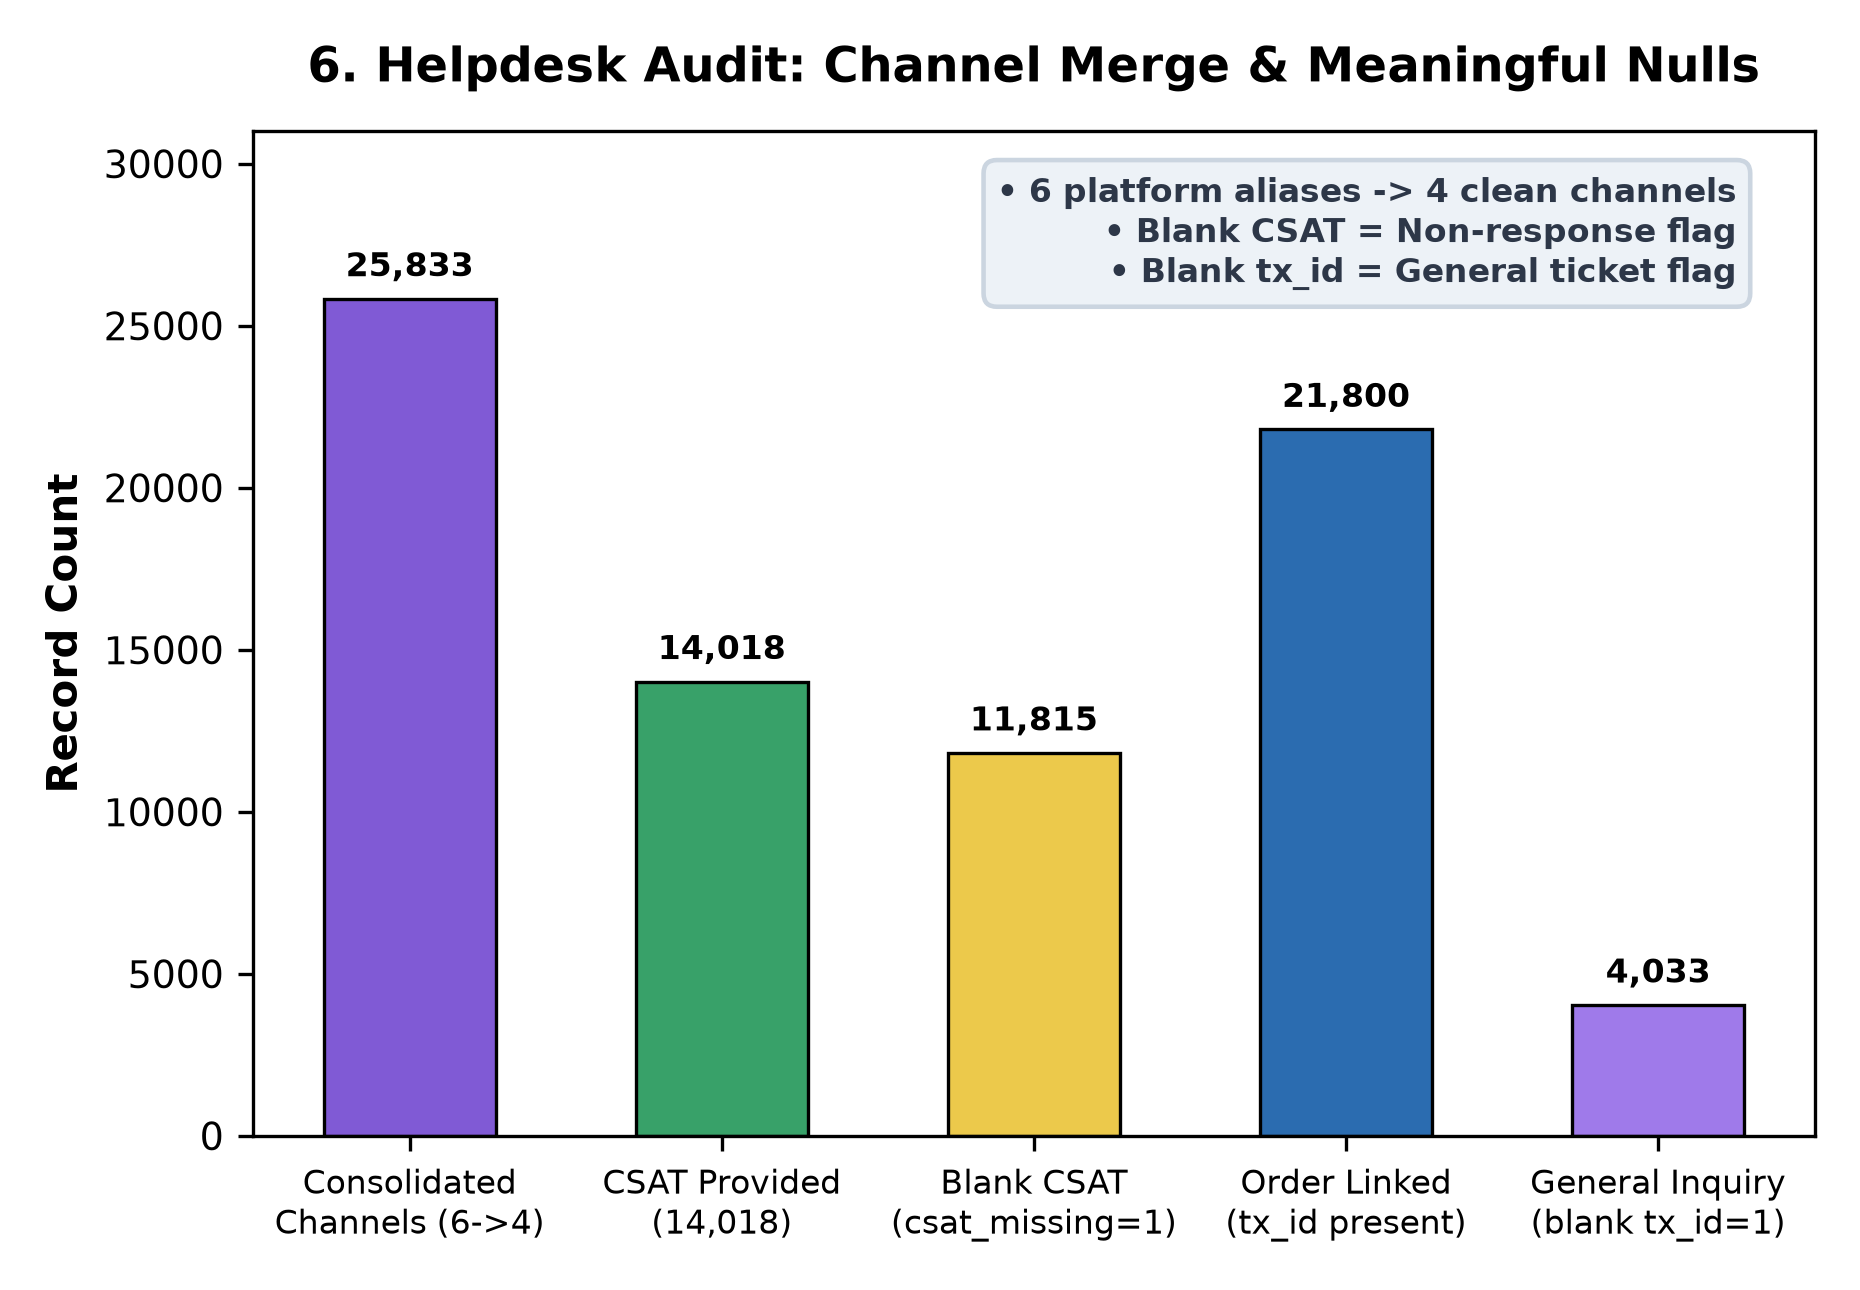 6. Helpdesk Audit: Channel Merge & Meaningful Nulls
• 6 platform aliases -> 4 clean channels
• Blank CSAT = Non-response flag
• Blank tx_id = General ticket flag
Record Count
30000
25000
20000
15000
10000
5000
0
25,833
14,018
11,815
21,800
4,033
Consolidated
Channels (6->4)
CSAT Provided
(14,018)
Blank CSAT
(csat_missing=1)
Order Linked
(tx_id present)
General Inquiry
(blank tx_id=1)